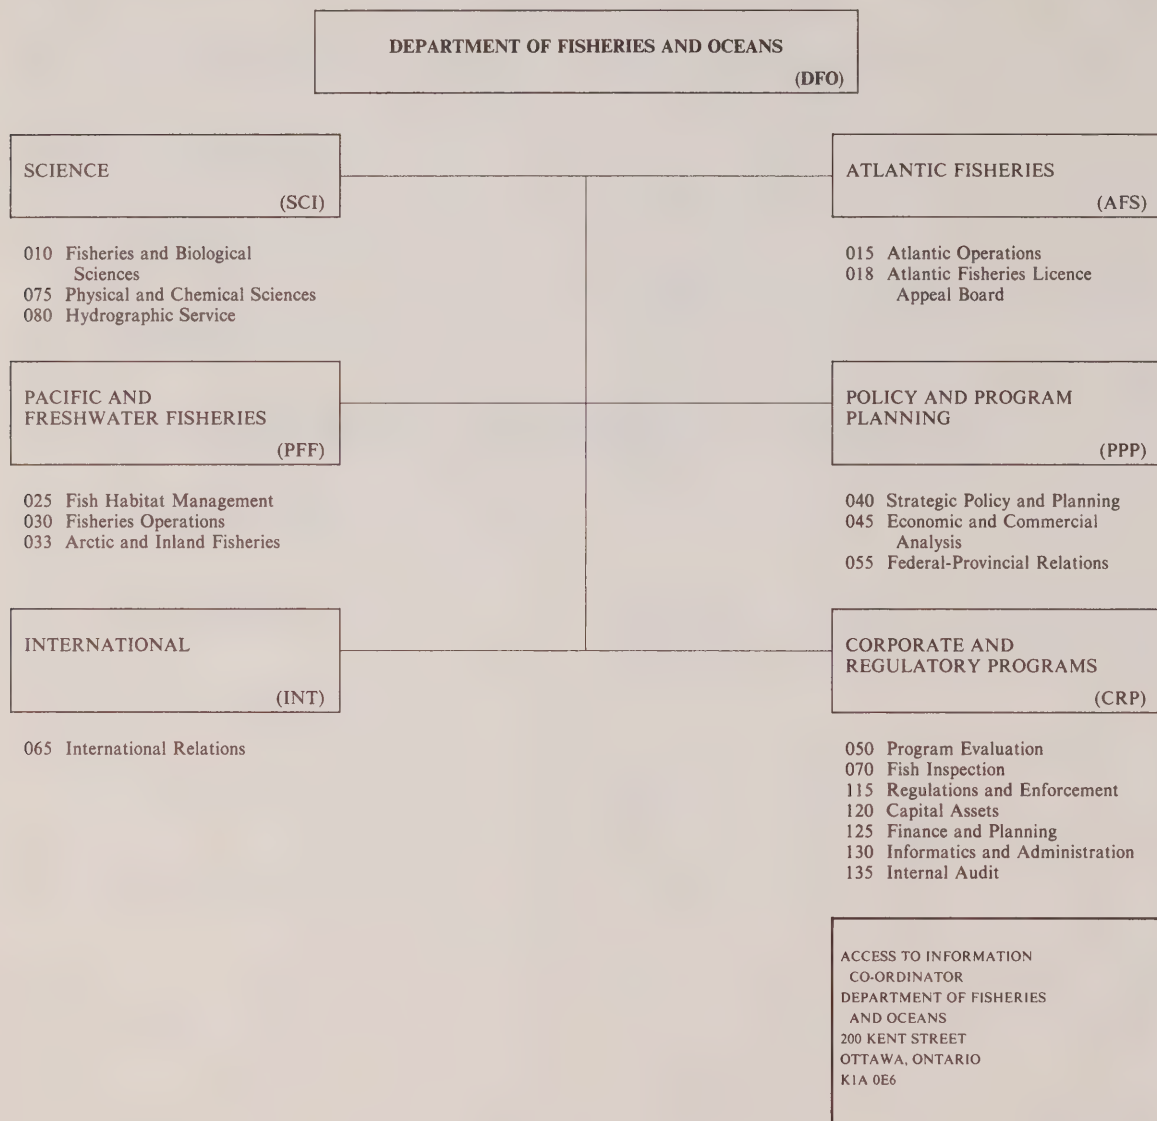 DEPARTMENT OF FISHERIES AND OCEANS
(DFO)
SCIENCE
(SCI)
010 Fisheries and Biological
Sciences
075 Physical and Chemical Sciences
080 Hydrographic Service
ATLANTIC FISHERIES
(AFS)
015 Atlantic Operations
018 Atlantic Fisheries Licence
Appeal Board
PACIFIC AND
FRESHWATER FISHERIES
(PFF)
025 Fish Habitat Management
030 Fisheries Operations
033 Arctic and Inland Fisheries
POLICY AND PROGRAM
PLANNING
(PPP)
040 Strategic Policy and Planning
045 Economic and Commercial
Analysis
055 Federal-Provincial Relations
INTERNATIONAL
(INT)
065 International Relations
CORPORATE AND
REGULATORY PROGRAMS
(CRP)
050 Program Evaluation
070 Fish Inspection
115 Regulations and Enforcement
120 Capital Assets
125 Finance and Planning
130 Informatics and Administration
135 Internal Audit
ACCESS TO INFORMATION
CO-ORDINATOR
DEPARTMENT OF FISHERIES
AND OCEANS
200 KENT STREET
OTTAWA, ONTARIO
K1A 0E6